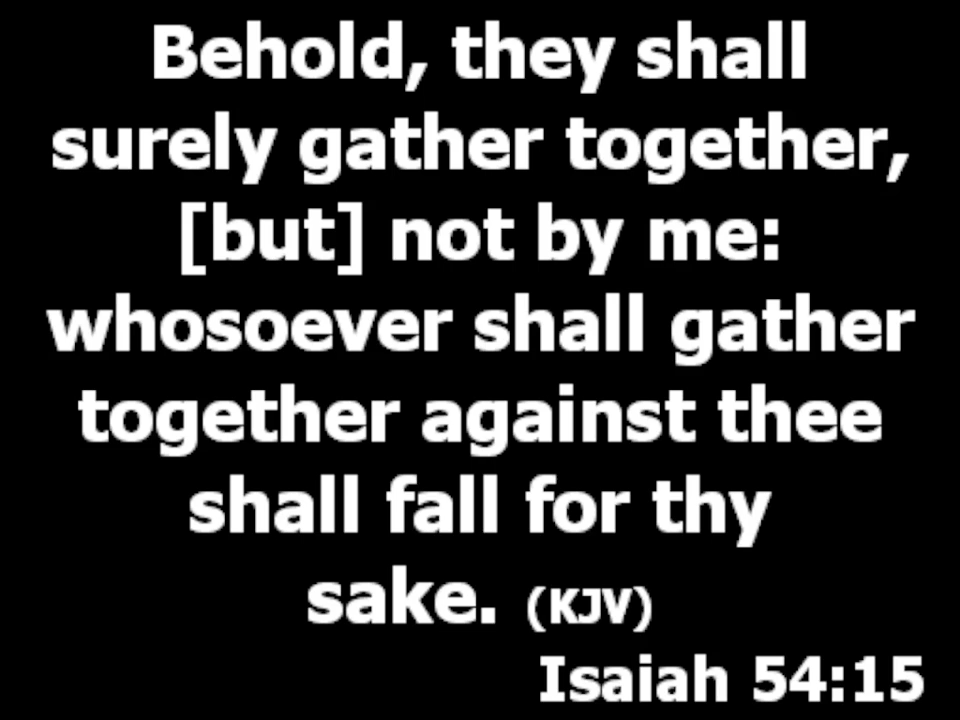 Behold, they shall
surely gather together,
[but] not by me:
whosoever shall gather
together against thee
shall fall for thy
sake. (KJV)
Isaiah 54:15